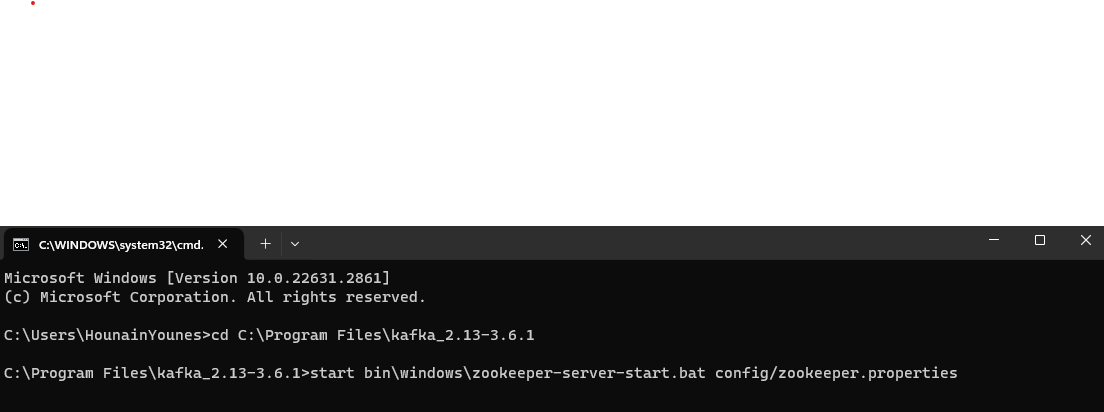 C:\WINDOWS\system32\cmd.
Microsoft Windows [Version 10.0.22631.2861]
(c) Microsoft Corporation. All rights reserved.
C:\Users\HounainYounes>cd C:\Program Files\kafka_2.13-3.6.1
C:\Program Files\kafka_2.13-3.6.1>start bin\windows\zookeeper-server-start.bat config/zookeeper.properties